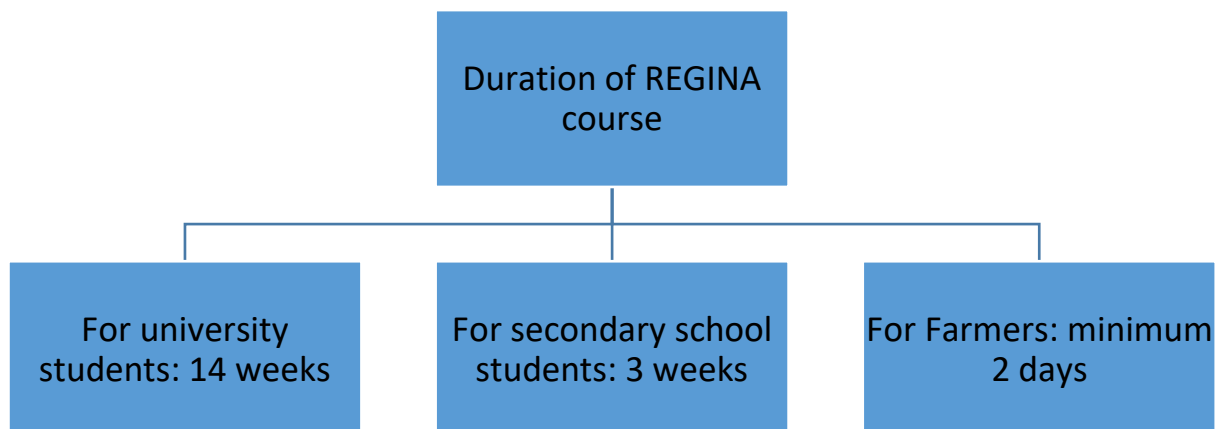 Duration of REGINA
course
For university
students: 14 weeks
For secondary school
students: 3 weeks
For Farmers: minimum
2 days